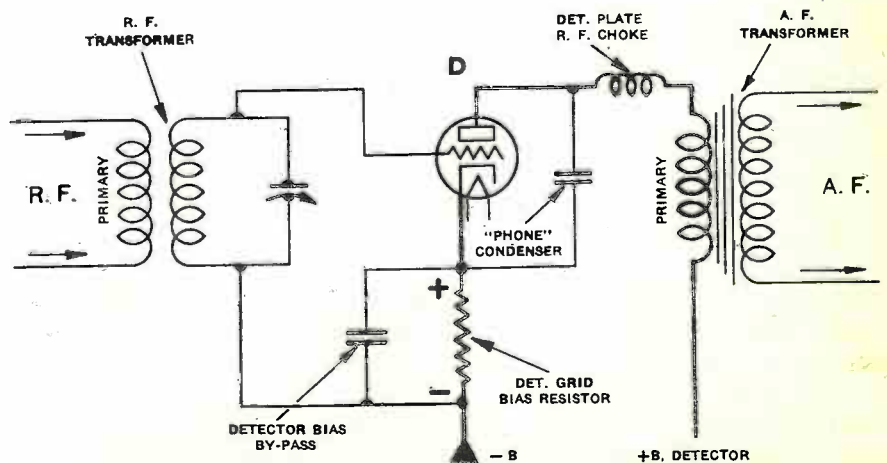 R. F.
TRANSFORMER
DET. PLATE
R. F. CHOKE
A. F.
TRANSFORMER
D
R. F.
PRIMARY
"PHONE"
CONDENSER
PRIMARY
A. F.
+
-
DETECTOR BIAS
BY-PASS
DET. GRID
BIAS RESISTOR
- B
+B, DETECTOR